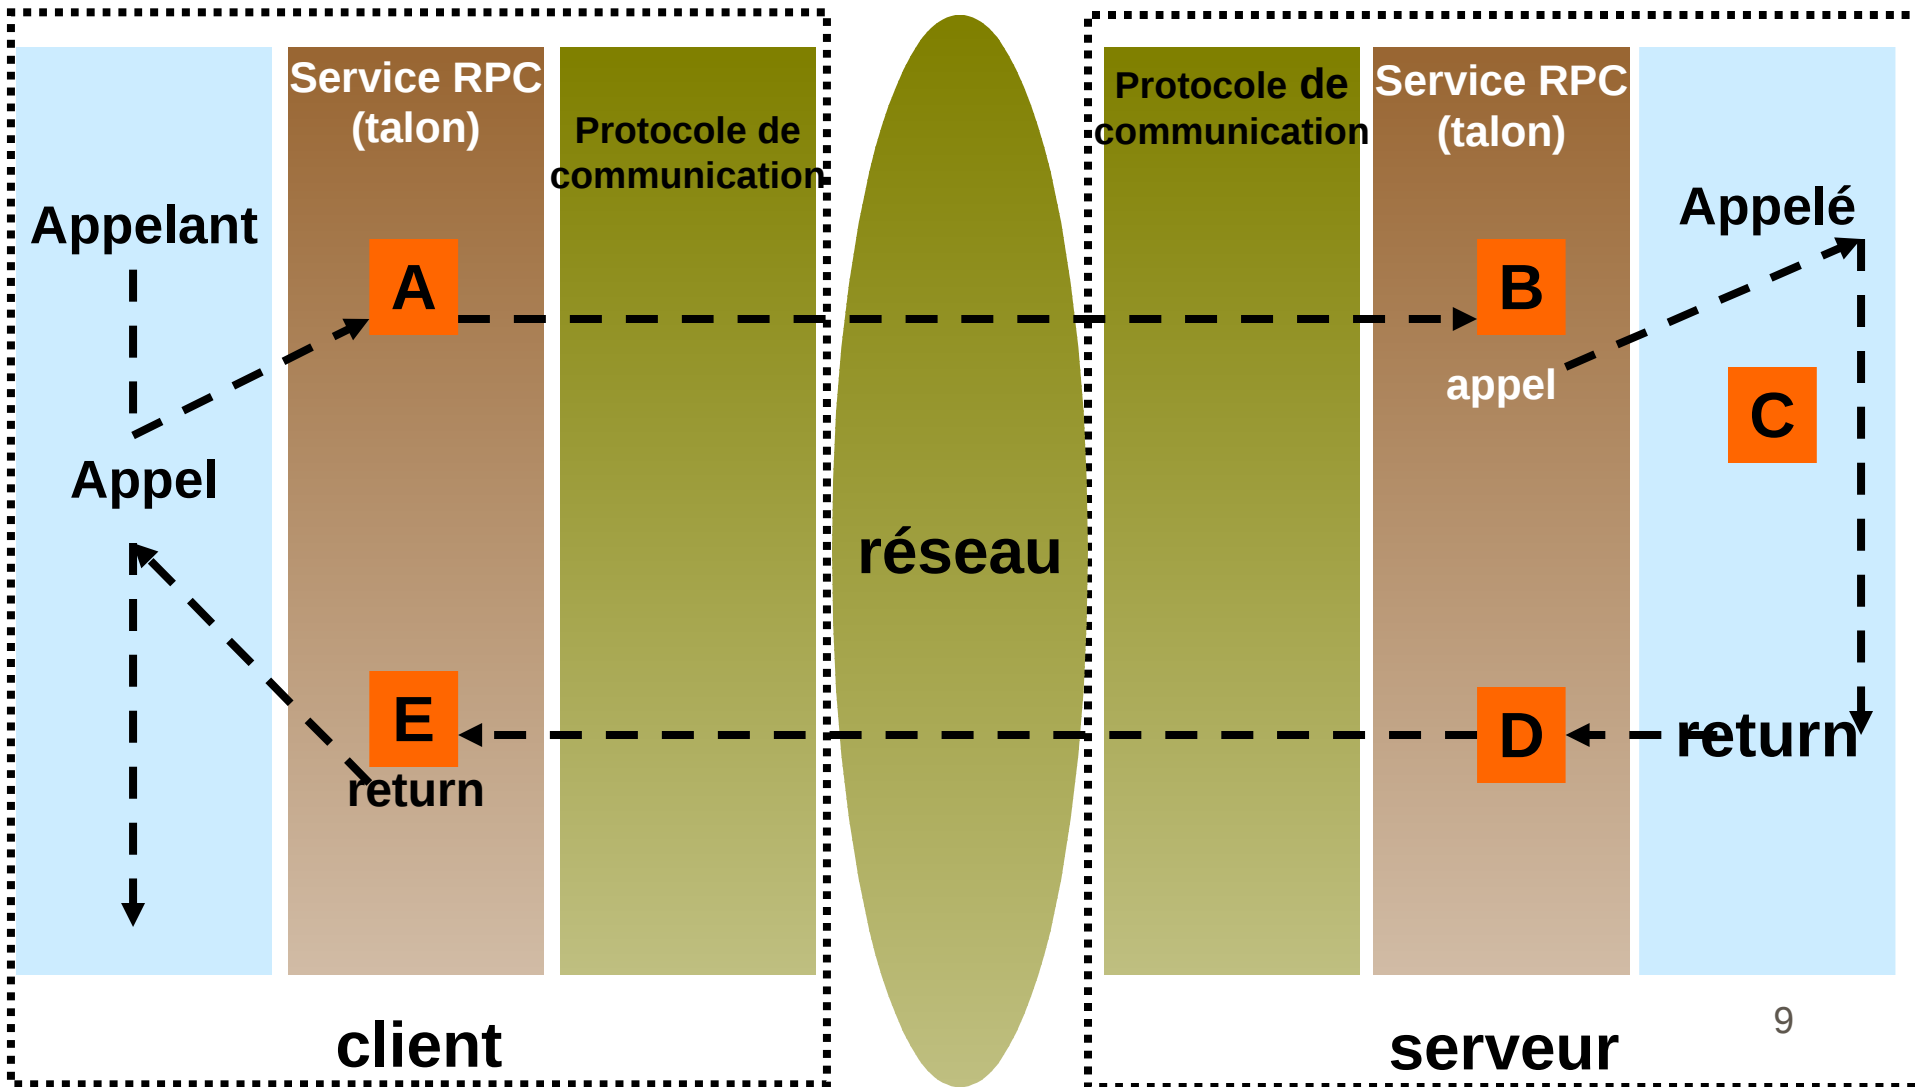 Service RPC
(talon)
Protocole de
communication
Appelant
A
Appel
E
return
client
réseau
Protocole de
communication
Service RPC
(talon)
Appelé
B
appel
C
D
return
serveur
9